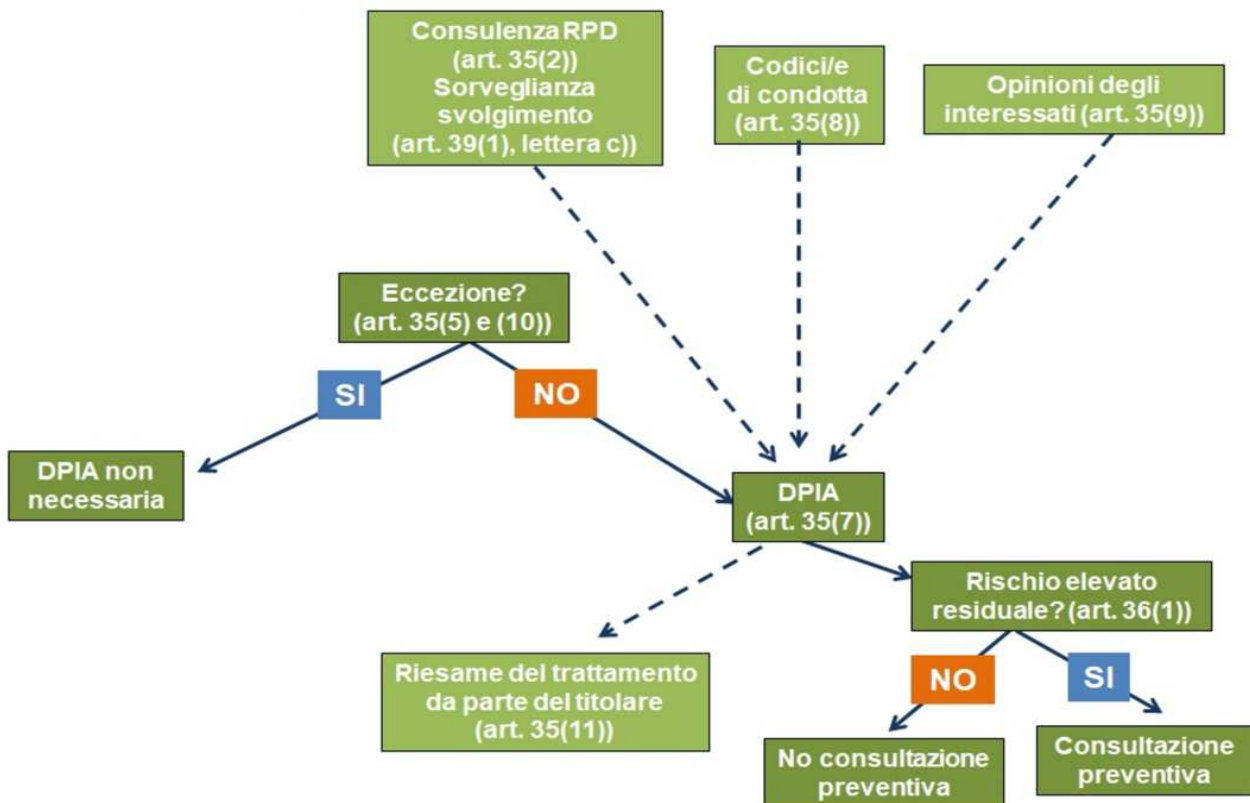 Consulenza RPD
(art. 35(2))
Sorveglianza
svolgimento
(art. 39(1), lettera c))
Codici/e
di condotta
(art. 35(8))
Opinioni degli
interessati (art. 35(9))
Eccezione?
(art. 35(5) e (10))
SI
NO
DPIA non
necessaria
DPIA
(art. 35(7))
Rischio elevato
residuale? (art. 36(1))
Riesame del trattamento
da parte del titolare
(art. 35(11))
NO
SI
No consultazione
preventiva
Consultazione
preventiva